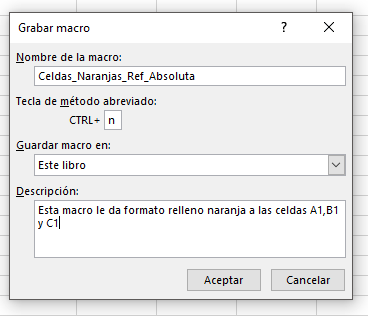 Grabar macro
Nombre de la macro:
Celdas_Naranjas_Ref_Absoluta
Tecla de método abreviado:
CTRL+ n
Guardar macro en:
Este libro
Descripción:
Esta macro le da formato relleno naranja a las celdas A1,B1
y C1
Aceptar Cancelar